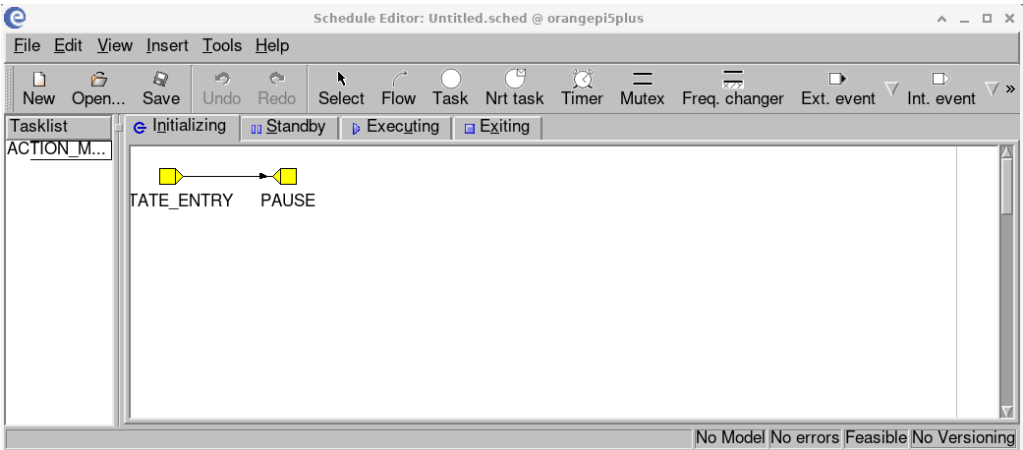 Schedule Editor: Untitled.sched @ orangepi5plus
File Edit View Insert Tools Help
New Open... Save Undo Redo Select Flow Task Nrt task Timer Mutex Freq. changer Ext. event Int. event »
Tasklist Initializing Standby Executing Exiting
ACTION_M...
TATE_ENTRY PAUSE
No Model No errors Feasible No Versioning